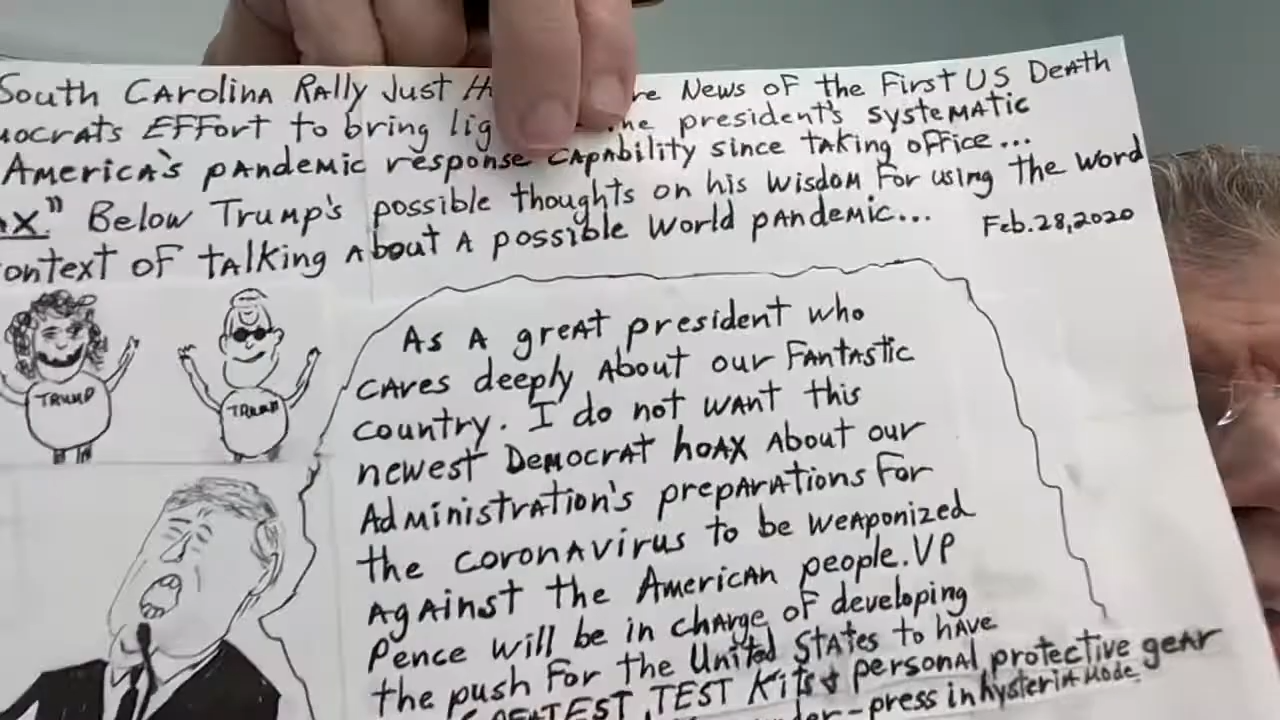 South Carolina Rally Just News of the First US Death
Effort to bring the president's systematic
America's pandemic response capability since taking office...
Below Trump's possible thoughts on his wisdom for using the word
of talking about a possible world pandemic...
Feb.28,2020
TRUMP
TRUMP
As a great president who
cares deeply about our fantastic
country. I do not want this
newest Democrat hoax about our
Administration's preparations for
the coronavirus to be weaponized
against the American people. VP
Pence will be in charge of developing
the push for the United States to have
TEST Kits & personal protective gear
-press in hysteria mode